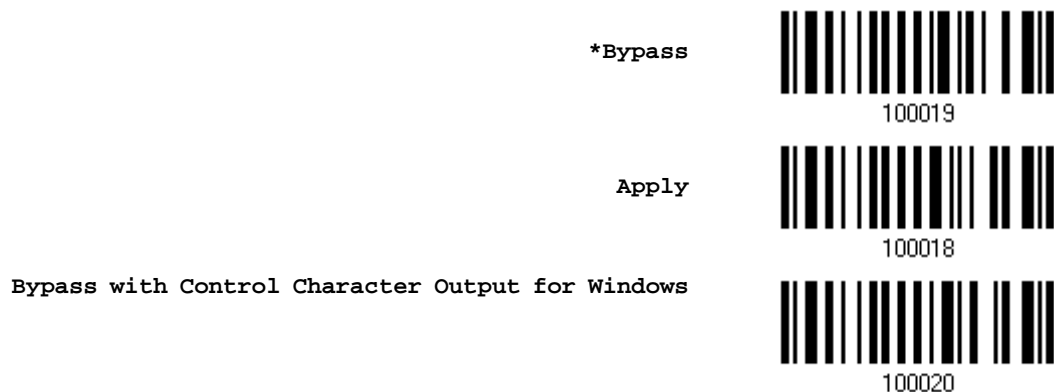 *Bypass
100019
Apply
100018
Bypass with Control Character Output for Windows
100020